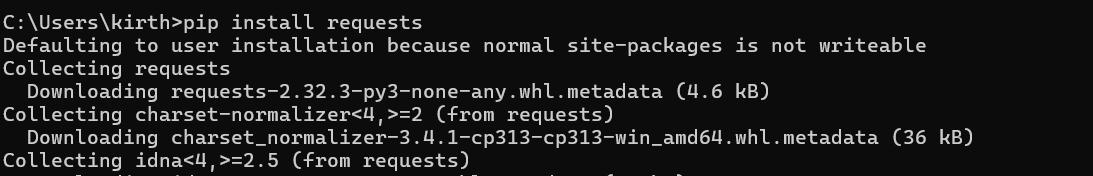 C:\Users\kirth>pip install requests
Defaulting to user installation because normal site-packages is not writeable
Collecting requests
  Downloading requests-2.32.3-py3-none-any.whl.metadata (4.6 kB)
Collecting charset-normalizer<4,>=2 (from requests)
  Downloading charset_normalizer-3.4.1-cp313-cp313-win_amd64.whl.metadata (36 kB)
Collecting idna<4,>=2.5 (from requests)